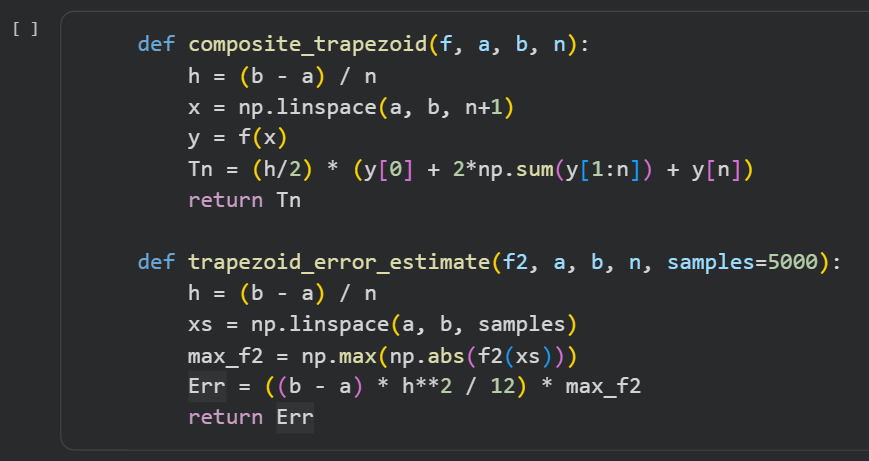 [ ]
def composite_trapezoid(f, a, b, n):
    h = (b - a) / n
    x = np.linspace(a, b, n+1)
    y = f(x)
    Tn = (h/2) * (y[0] + 2*np.sum(y[1:n]) + y[n])
    return Tn

def trapezoid_error_estimate(f2, a, b, n, samples=5000):
    h = (b - a) / n
    xs = np.linspace(a, b, samples)
    max_f2 = np.max(np.abs(f2(xs)))
    Err = ((b - a) * h**2 / 12) * max_f2
    return Err